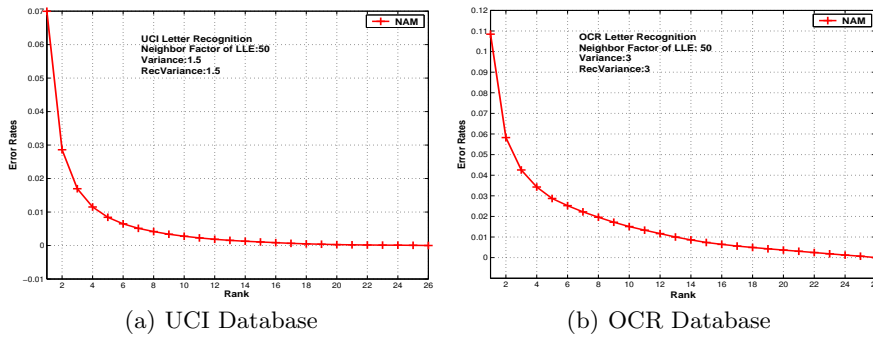 NAM
UCI Letter Recognition
Neighbor Factor of LLE:50
Variance:1.5
RecVariance:1.5
Error Rates
0.07
0.06
0.05
0.04
0.03
0.02
0.01
0
−0.01
2 4 6 8 10 12 14 16 18 20 22 24 26
Rank
(a) UCI Database
NAM
OCR Letter Recognition
Neighbor Factor of LLE: 50
Variance:3
RecVariance:3
Error Rates
0.12
0.11
0.1
0.09
0.08
0.07
0.06
0.05
0.04
0.03
0.02
0.01
0
2 4 6 8 10 12 14 16 18 20 22 24
Rank
(b) OCR Database